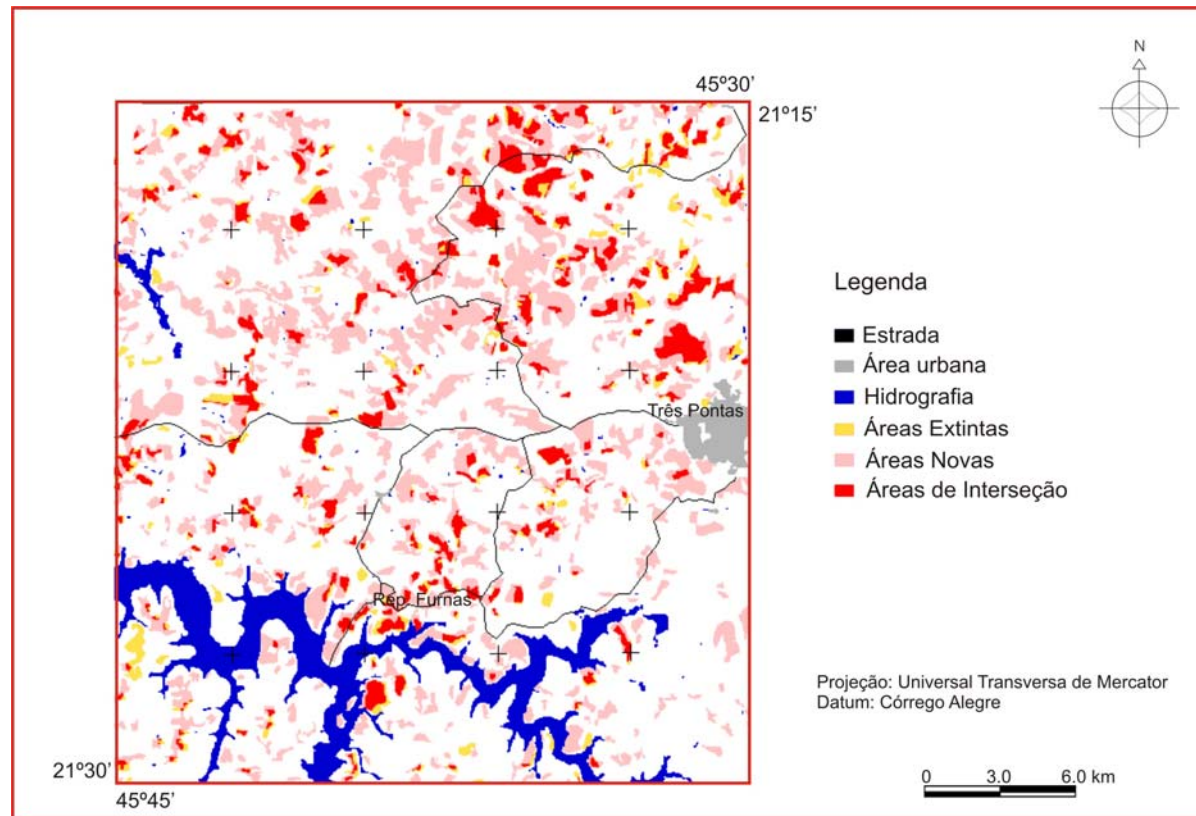 N
45º30’
21º15’
Legenda
Estrada
Área urbana
Hidrografia
Áreas Extintas
Áreas Novas
Áreas de Interseção
Três Pontas
Rep. Furnas
Projeção: Universal Transversa de Mercator
Datum: Córrego Alegre
21º30’
45º45’
0 3.0 6.0 km